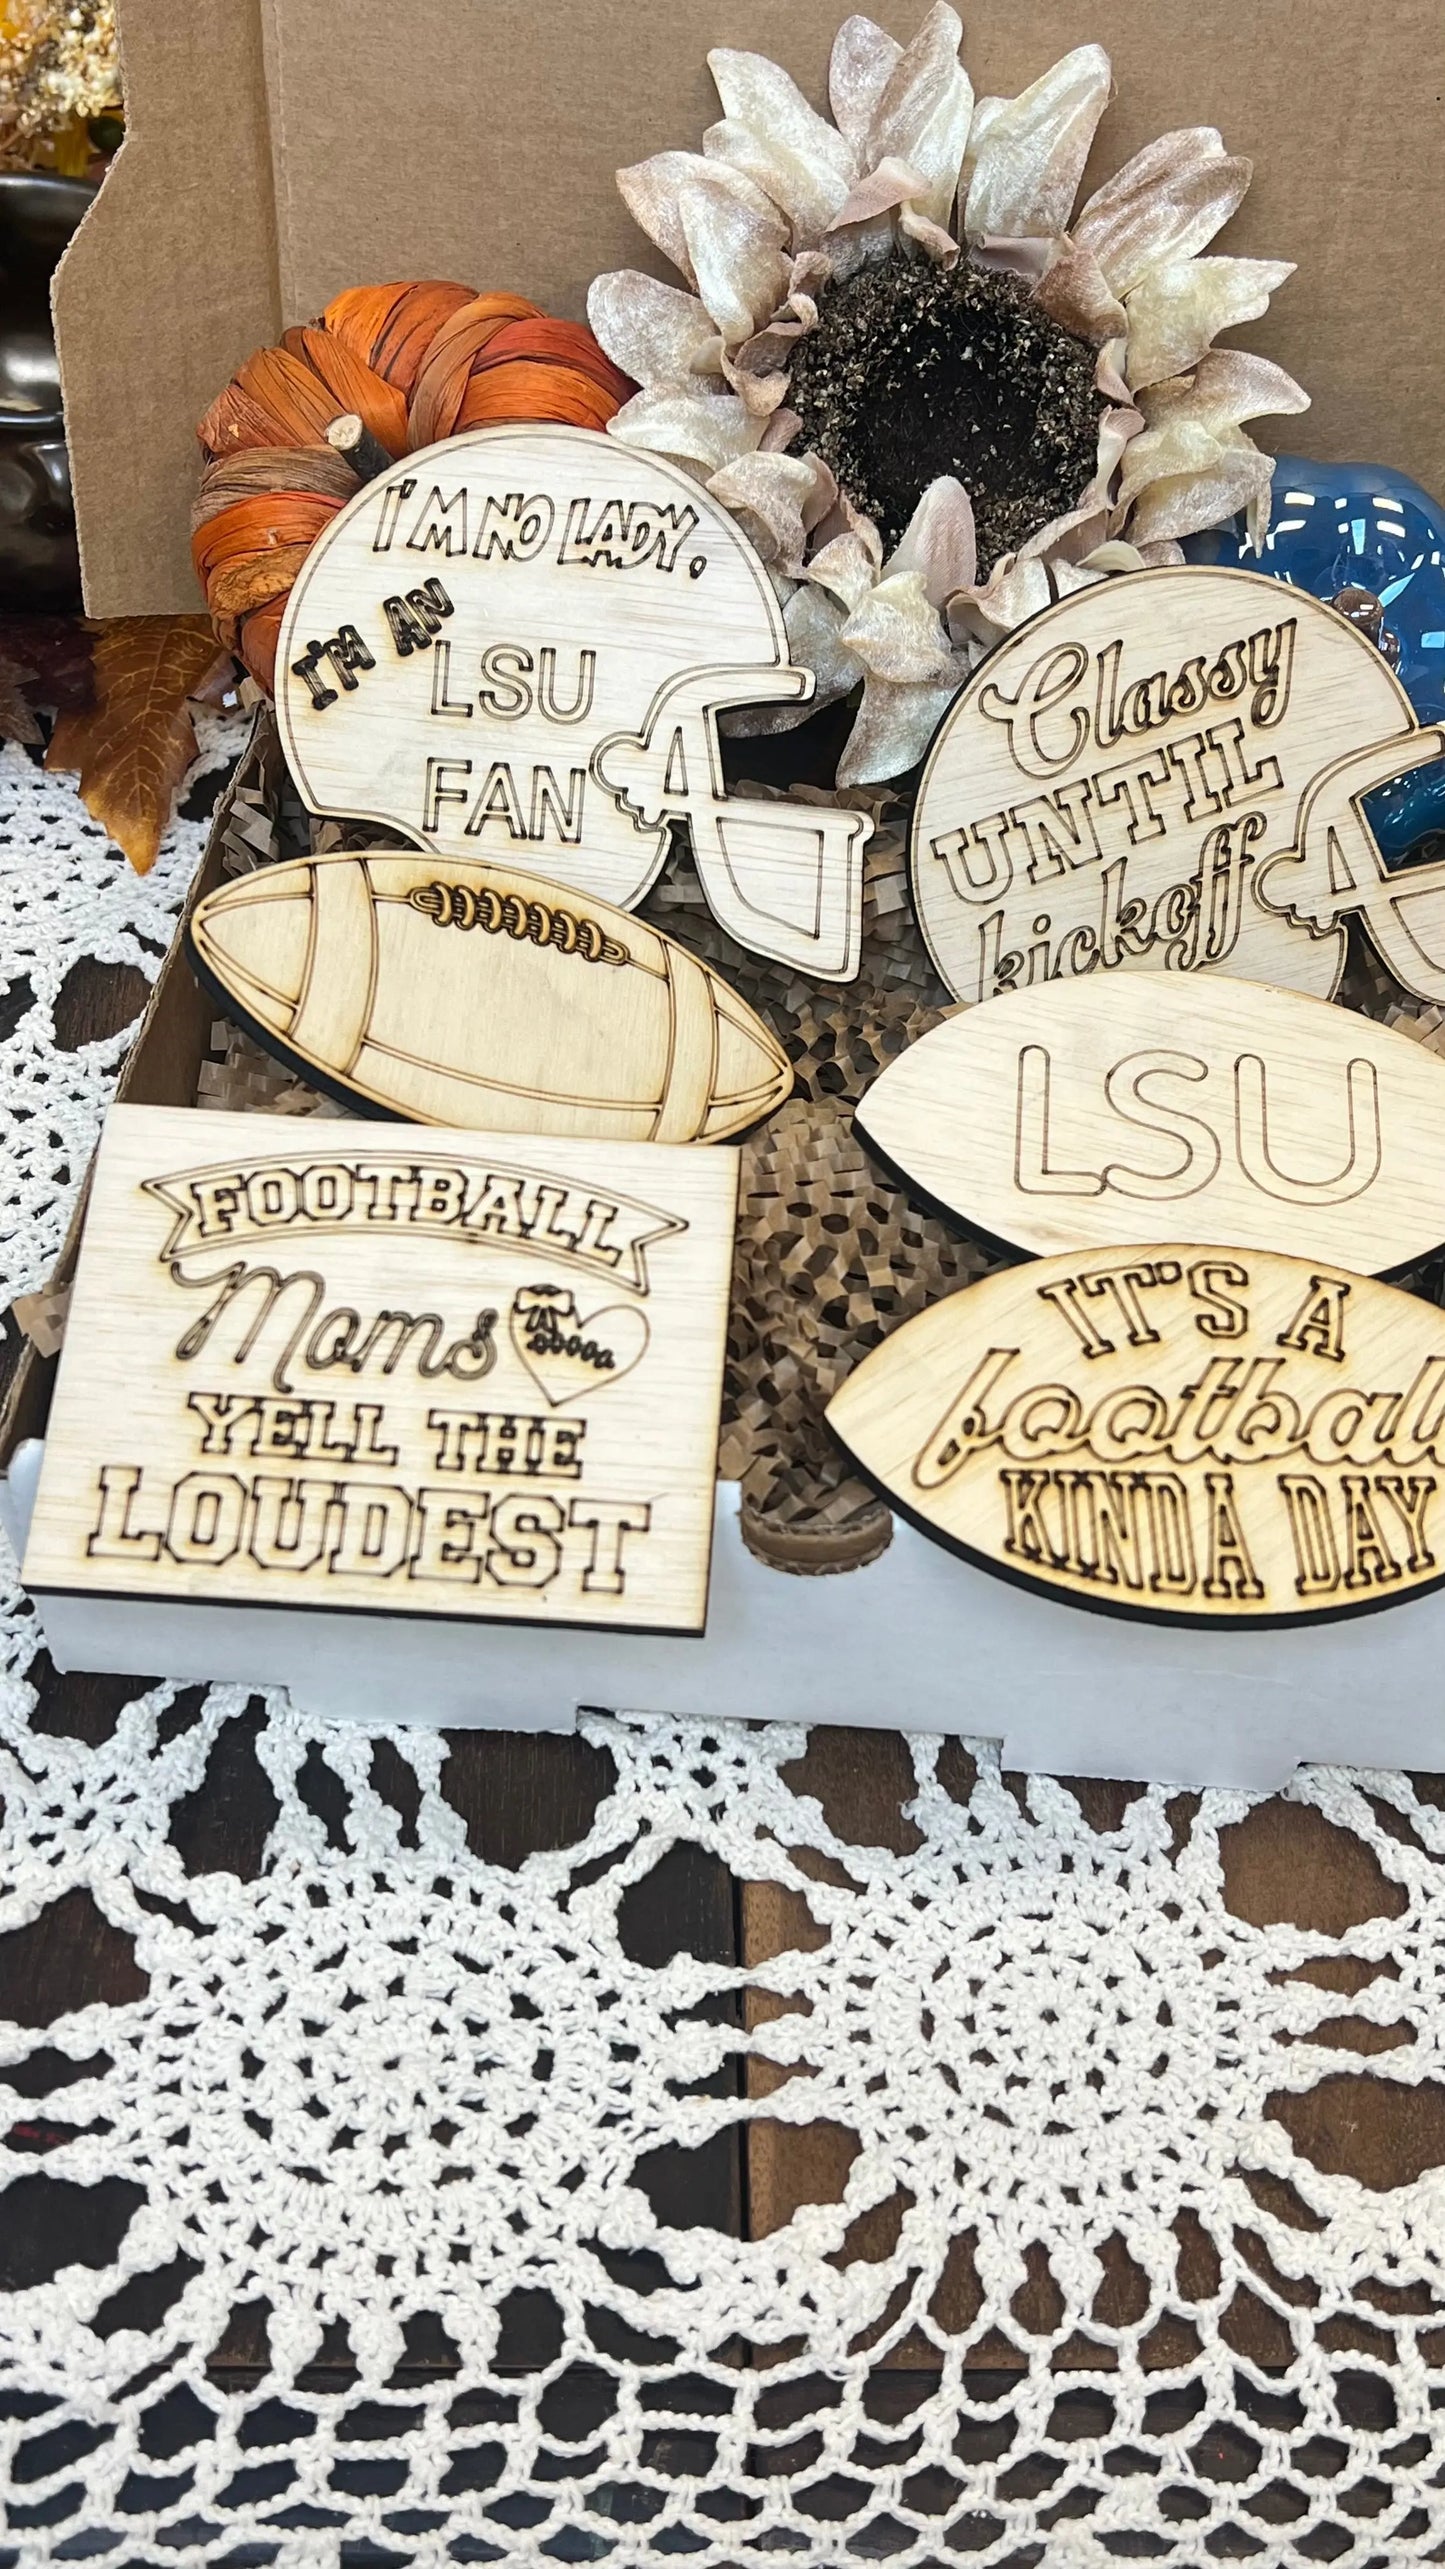 I'M NO LADY.
I'M AN
LSU
FAN
Classy
UNTIL
kickoff
LSU
FOOTBALL
Moms
YELL THE
LOUDEST
IT'S A
football
KINDA DAY